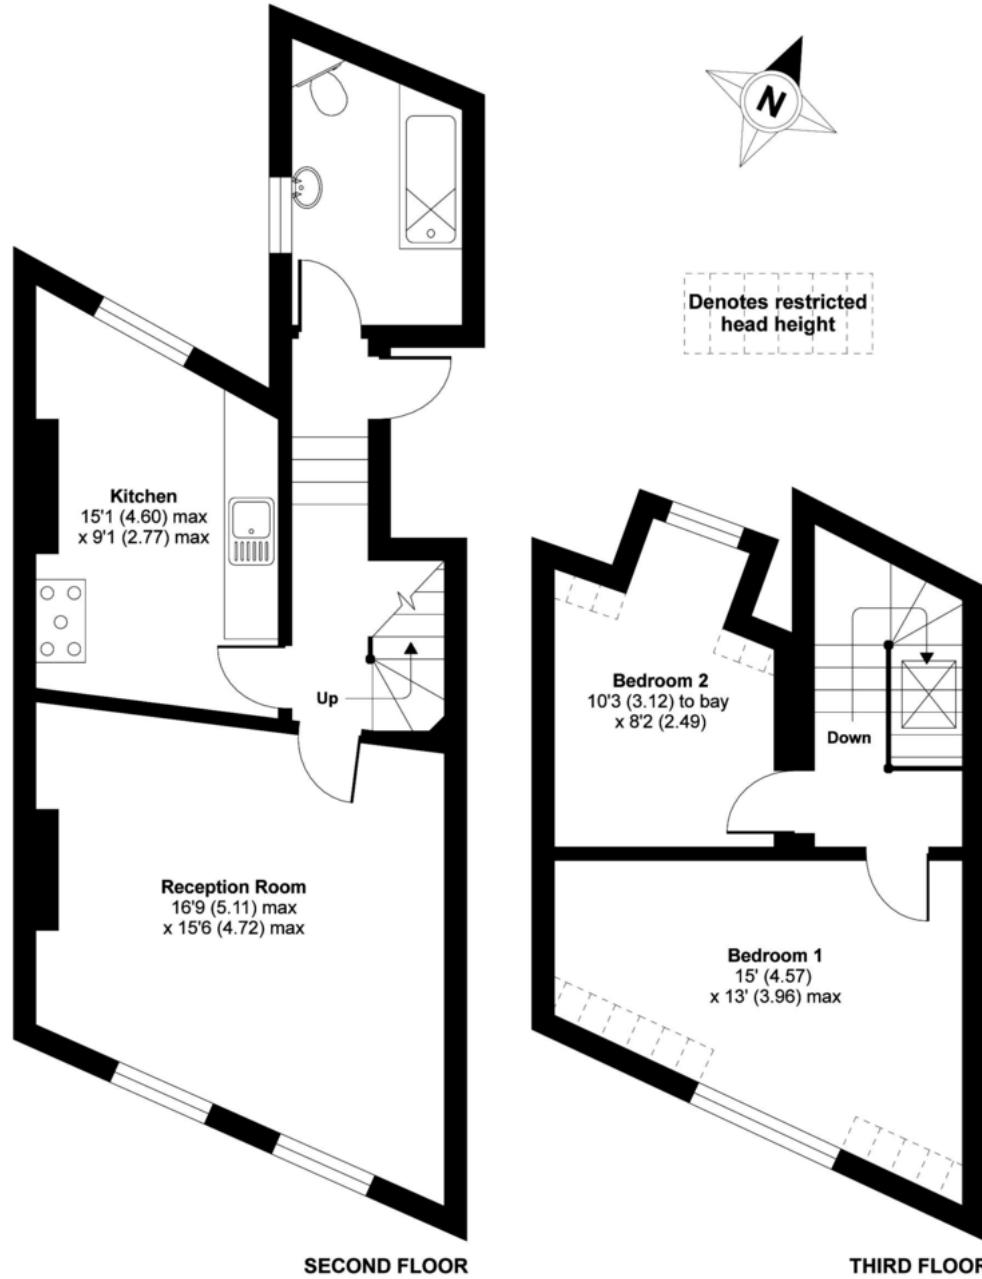 N
Denotes restricted
head height
Kitchen
15'1 (4.60) max
x 9'1 (2.77) max
Up
Reception Room
16'9 (5.11) max
x 15'6 (4.72) max
SECOND FLOOR
Bedroom 2
10'3 (3.12) to bay
x 8'2 (2.49)
Down
Bedroom 1
15' (4.57)
x 13' (3.96) max
THIRD FLOOR